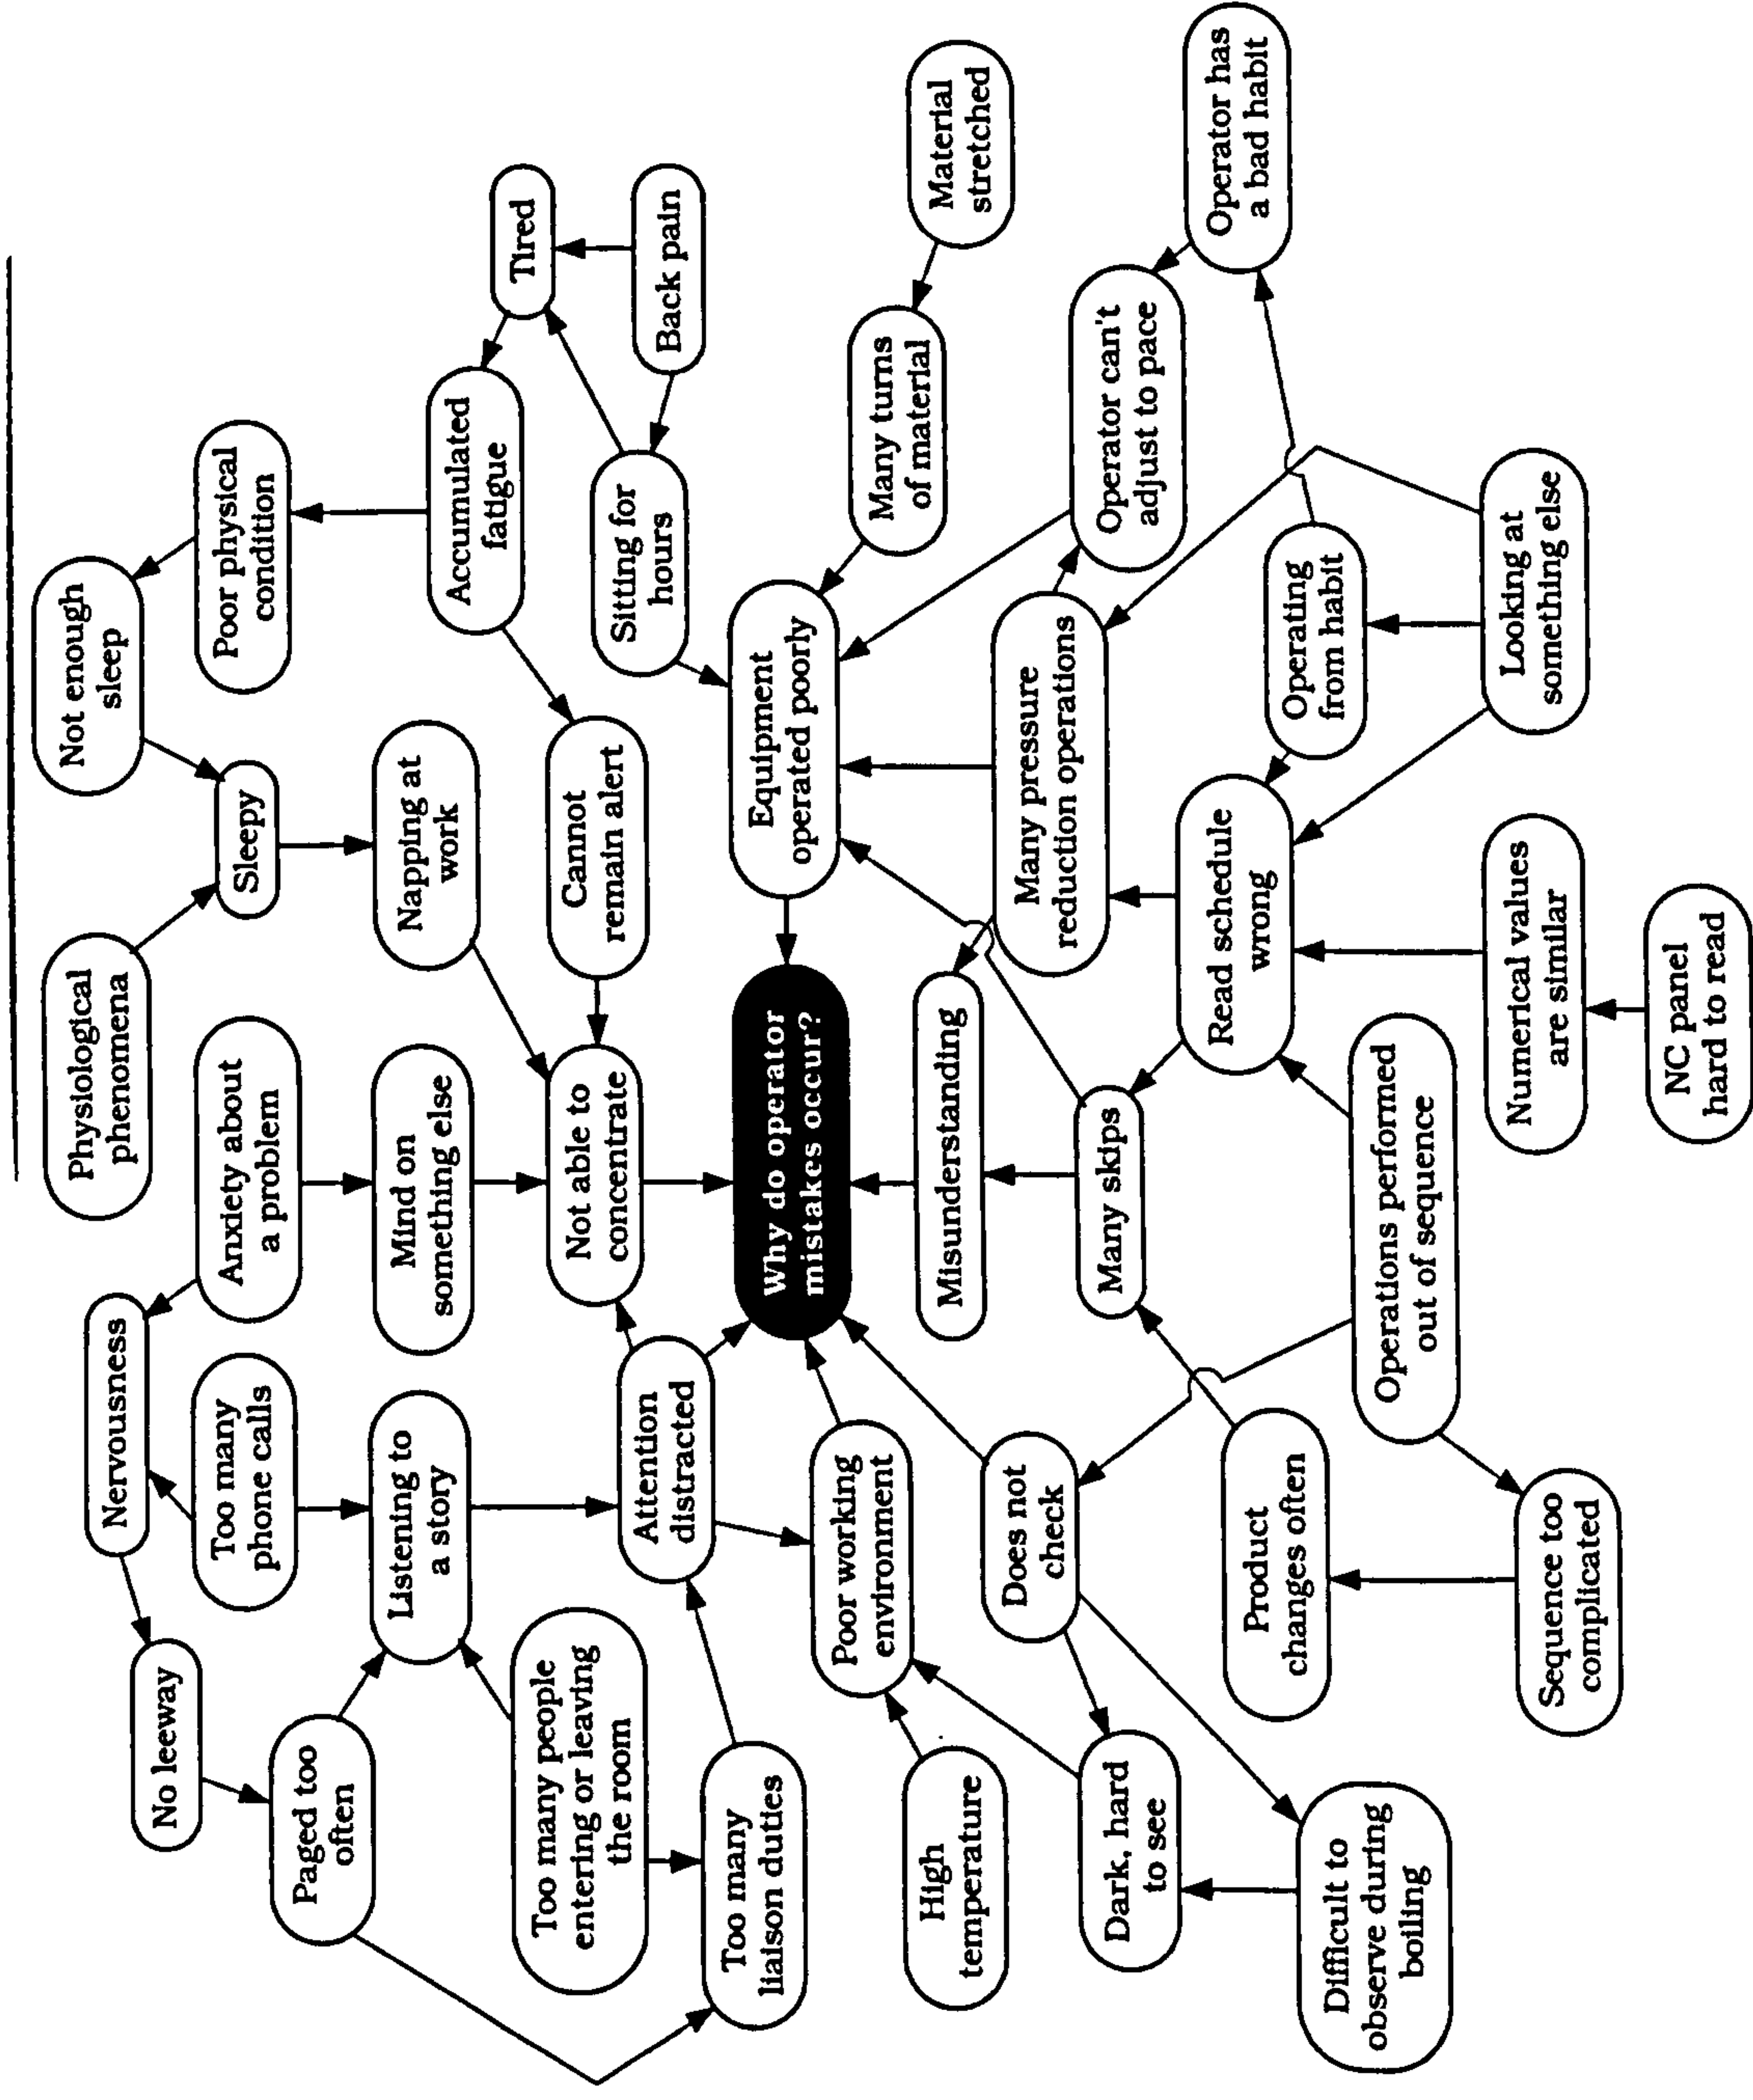 No leeway
Nervousness
Physiological
phenomena
Not enough
sleep
Paged too
often
Too many
phone calls
Anxiety about
a problem
Sleepy
Poor physical
condition
Listening to
a story
Mind on
something else
Napping at
work
Accumulated
fatigue
Tired
Too many people
entering or leaving
the room
Attention
distracted
Not able to
concentrate
Cannot
remain alert
Sitting for
hours
Back pain
Too many
liaison duties
Why do operator
mistakes occur?
Equipment
operated poorly
Poor working
environment
Many turns
of material
Material
stretched
High
temperature
Does not
check
Misunderstanding
Many pressure
reduction operations
Operator can't
adjust to pace
Dark, hard
to see
Many skips
Read schedule
wrong
Operating
from habit
Operator has
a bad habit
Product
changes often
Difficult to
observe during
boiling
Operations performed
out of sequence
Numerical values
are similar
Looking at
something else
Sequence too
complicated
NC panel
hard to read